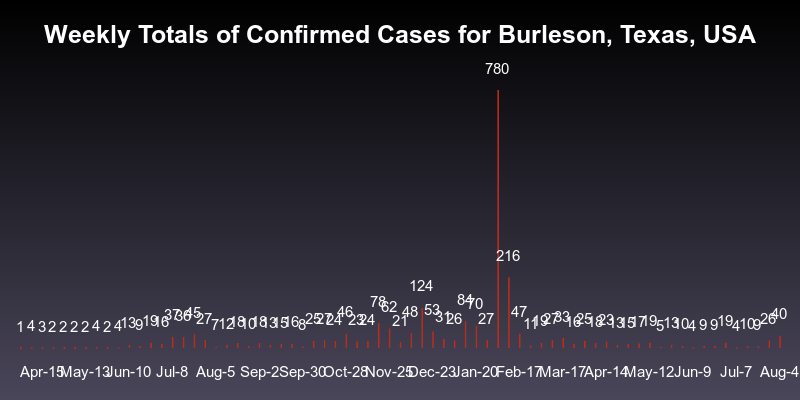 Weekly Totals of Confirmed Cases for Burleson, Texas, USA
780
216
124
1 4 3 2 2 2 2 4 2 4 13 9 19 16 37 36 45 27 7 12 18 10 18 13 15 16 8 25 27 24 46 23 24 78 62 21 48 53 31 26 84 70 27 47 11 19 27 33 16 25 18 23 13 15 17 19 5 13 10 4 9 9 19 4 10 9 26 40
Apr-15 May-13 Jun-10 Jul-8 Aug-5 Sep-2 Sep-30 Oct-28 Nov-25 Dec-23 Jan-20 Feb-17 Mar-17 Apr-14 May-12 Jun-9 Jul-7 Aug-4